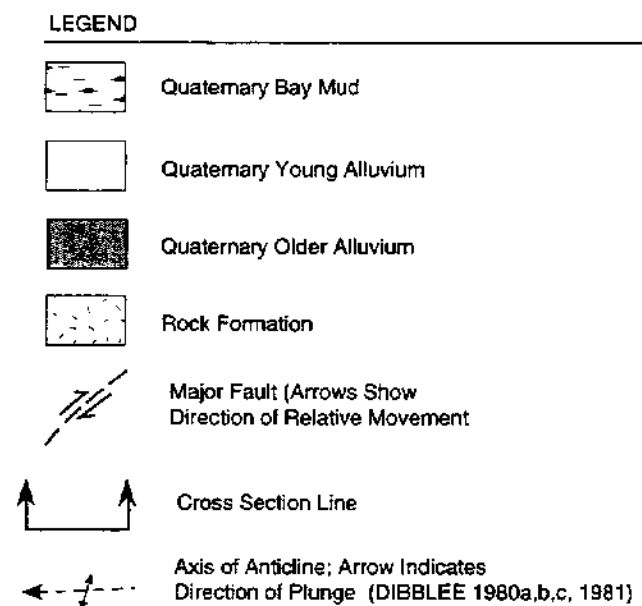 LEGEND
Quaternary Bay Mud
Quaternary Young Alluvium
Quaternary Older Alluvium
Rock Formation
Major Fault (Arrows Show
Direction of Relative Movement
Cross Section Line
Axis of Anticline; Arrow Indicates
Direction of Plunge (DIBBLEE 1980a,b,c, 1981)